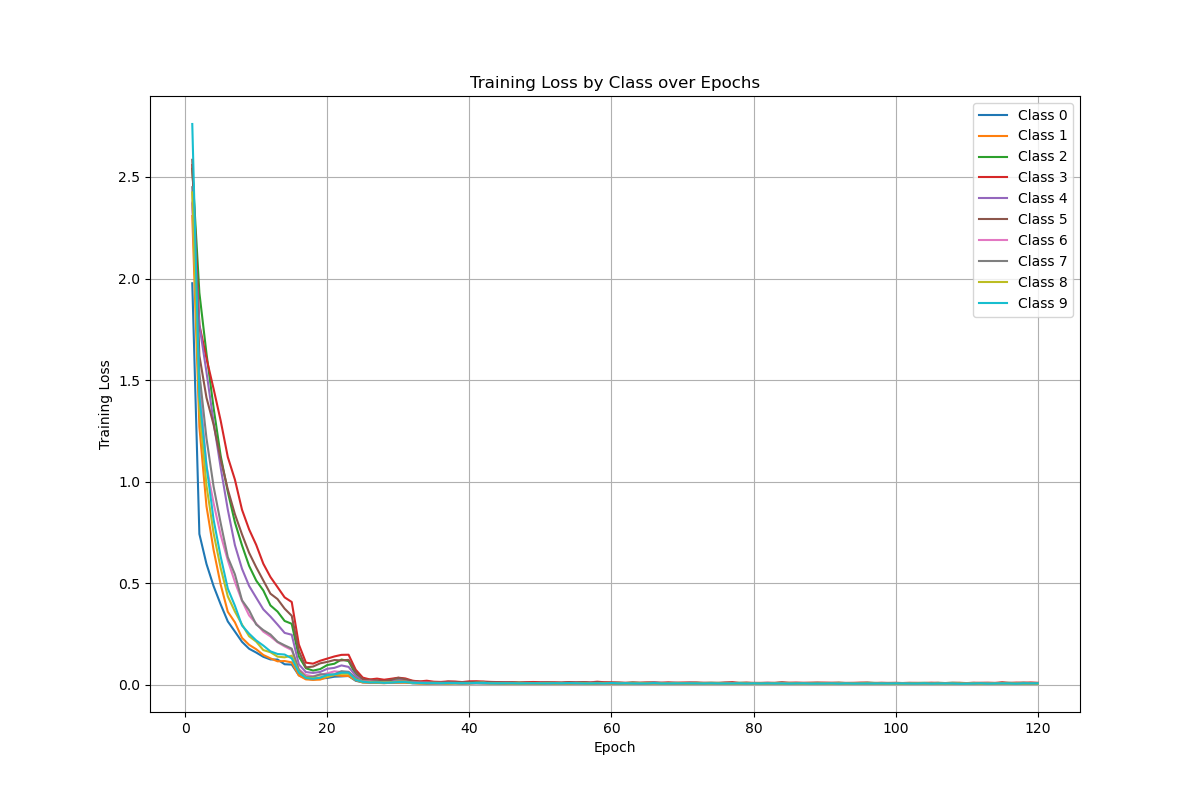 Training Loss by Class over Epochs
Class 0
Class 1
Class 2
Class 3
Class 4
Class 5
Class 6
Class 7
Class 8
Class 9
2.5
2.0
1.5
1.0
0.5
0.0
Training Loss
0 20 40 60 80 100 120
Epoch